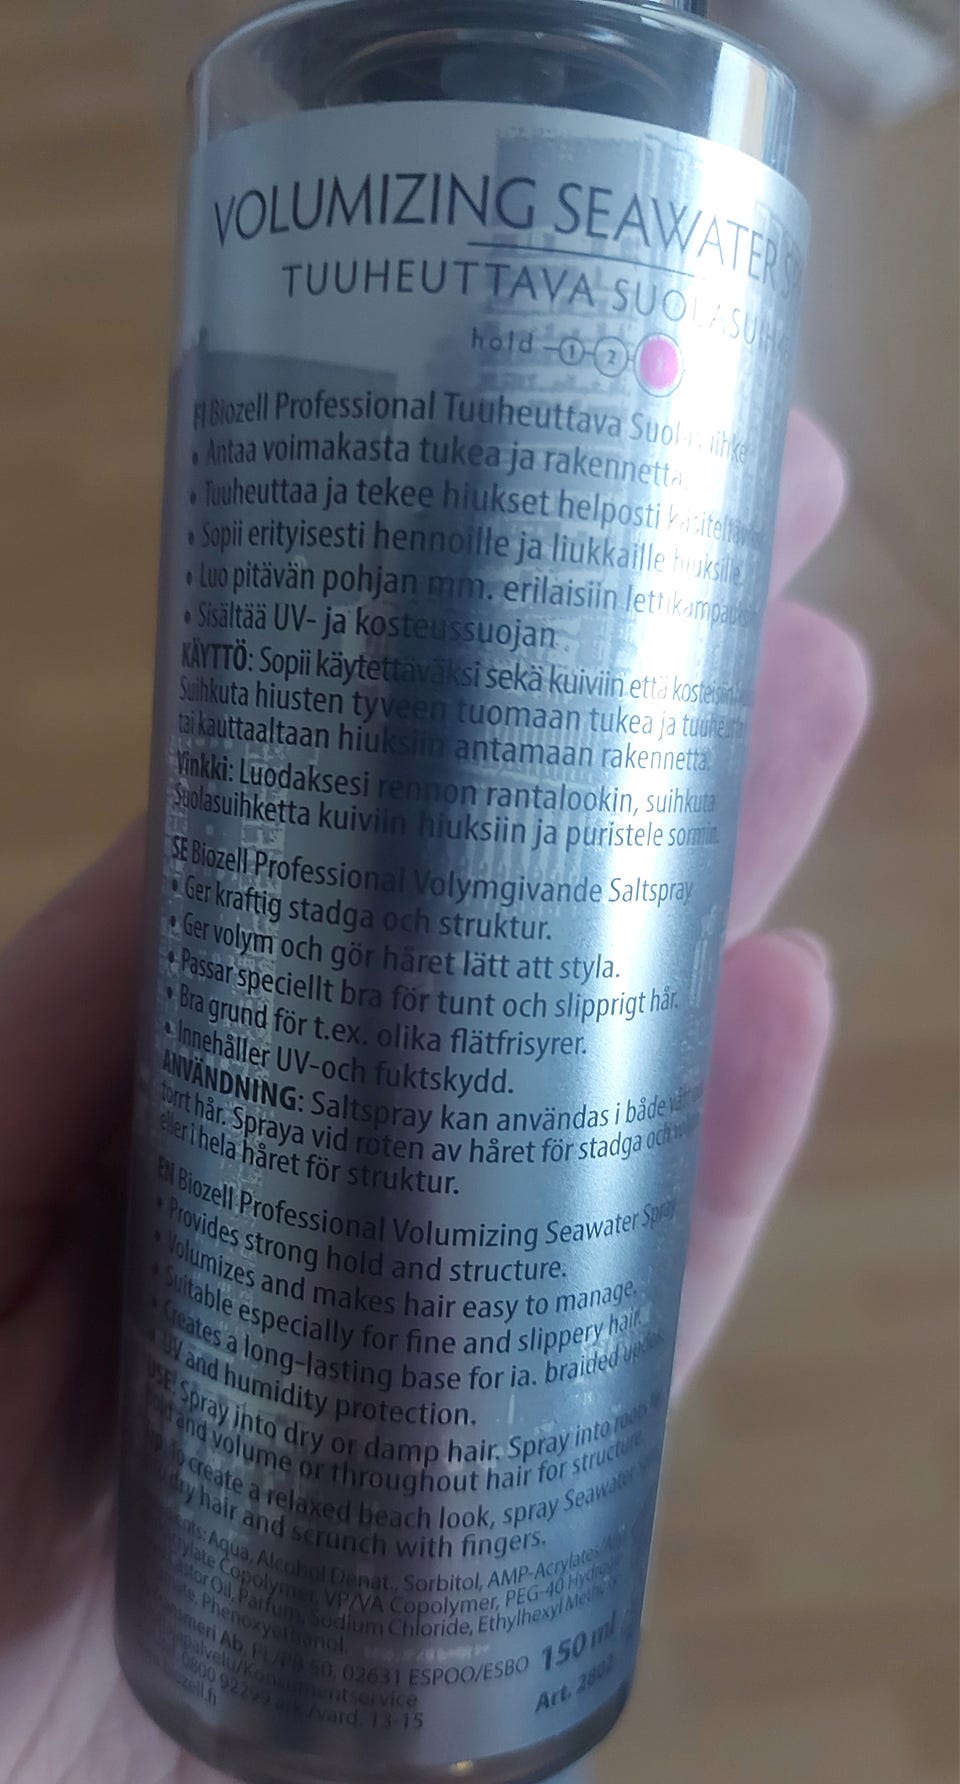 VOLUMIZING SEAWATER
TUUHEUTTAVA
hold 1 2
FI Biozell Professional Tuuheuttava
• Antaa voimakasta tukea ja rakennetta
• Tuuheuttaa ja tekee hiukset helposti
• Sopii erityisesti hennoille ja liukkaille hiuksille.
• Luo pitävän pohjan mm. erilaisiin
• Sisältää UV- ja kosteussuojan
KÄYTTÖ: Sopii käytettäväksi sekä kuiviin että
Suihkuta hiusten tyveen tuomaan tukea ja
tai kauttaaltaan hiuksiin antamaan rakennetta.
Vinkki: Luodaksesi rennon rantalookin, suihkuta
Suolasuihketta kuiviin hiuksiin ja puristele sormin.
SE Biozell Professional Volymgivande Saltspray
• Ger kraftig stadga och struktur.
• Ger volym och gör håret lätt att styla.
• Passar speciellt bra för tunt och slipprigt hår.
• Bra grund för t.ex. olika flätfrisyrer.
• Innehåller UV-och fuktskydd.
ANVÄNDNING: Saltspray kan användas i både
torrt hår. Spraya vid roten av håret för stadga och
eller i hela håret för struktur.
EN Biozell Professional Volumizing Seawater Spray
• Provides strong hold and structure.
• Volumizes and makes hair easy to manage.
• Suitable especially for fine and slippery hair.
• Creates a long-lasting base for ia. braided
• UV and humidity protection.
USE: Spray into dry or damp hair. Spray into roots
and volume or throughout hair for structure
To create a relaxed beach look, spray Seawater
dry hair and scrunch with fingers.
Aqua, Alcohol Denat., Sorbitol, AMP-Acrylates/
Copolymer, VP/VA Copolymer, PEG-40
Castor Oil, Parfum, Sodium Chloride, Ethylhexyl
Phenoxyethanol.
Ab, PL/PB 50, 02631 ESPOO/ESBO 150 ml
0800 92299 13-15
Art.